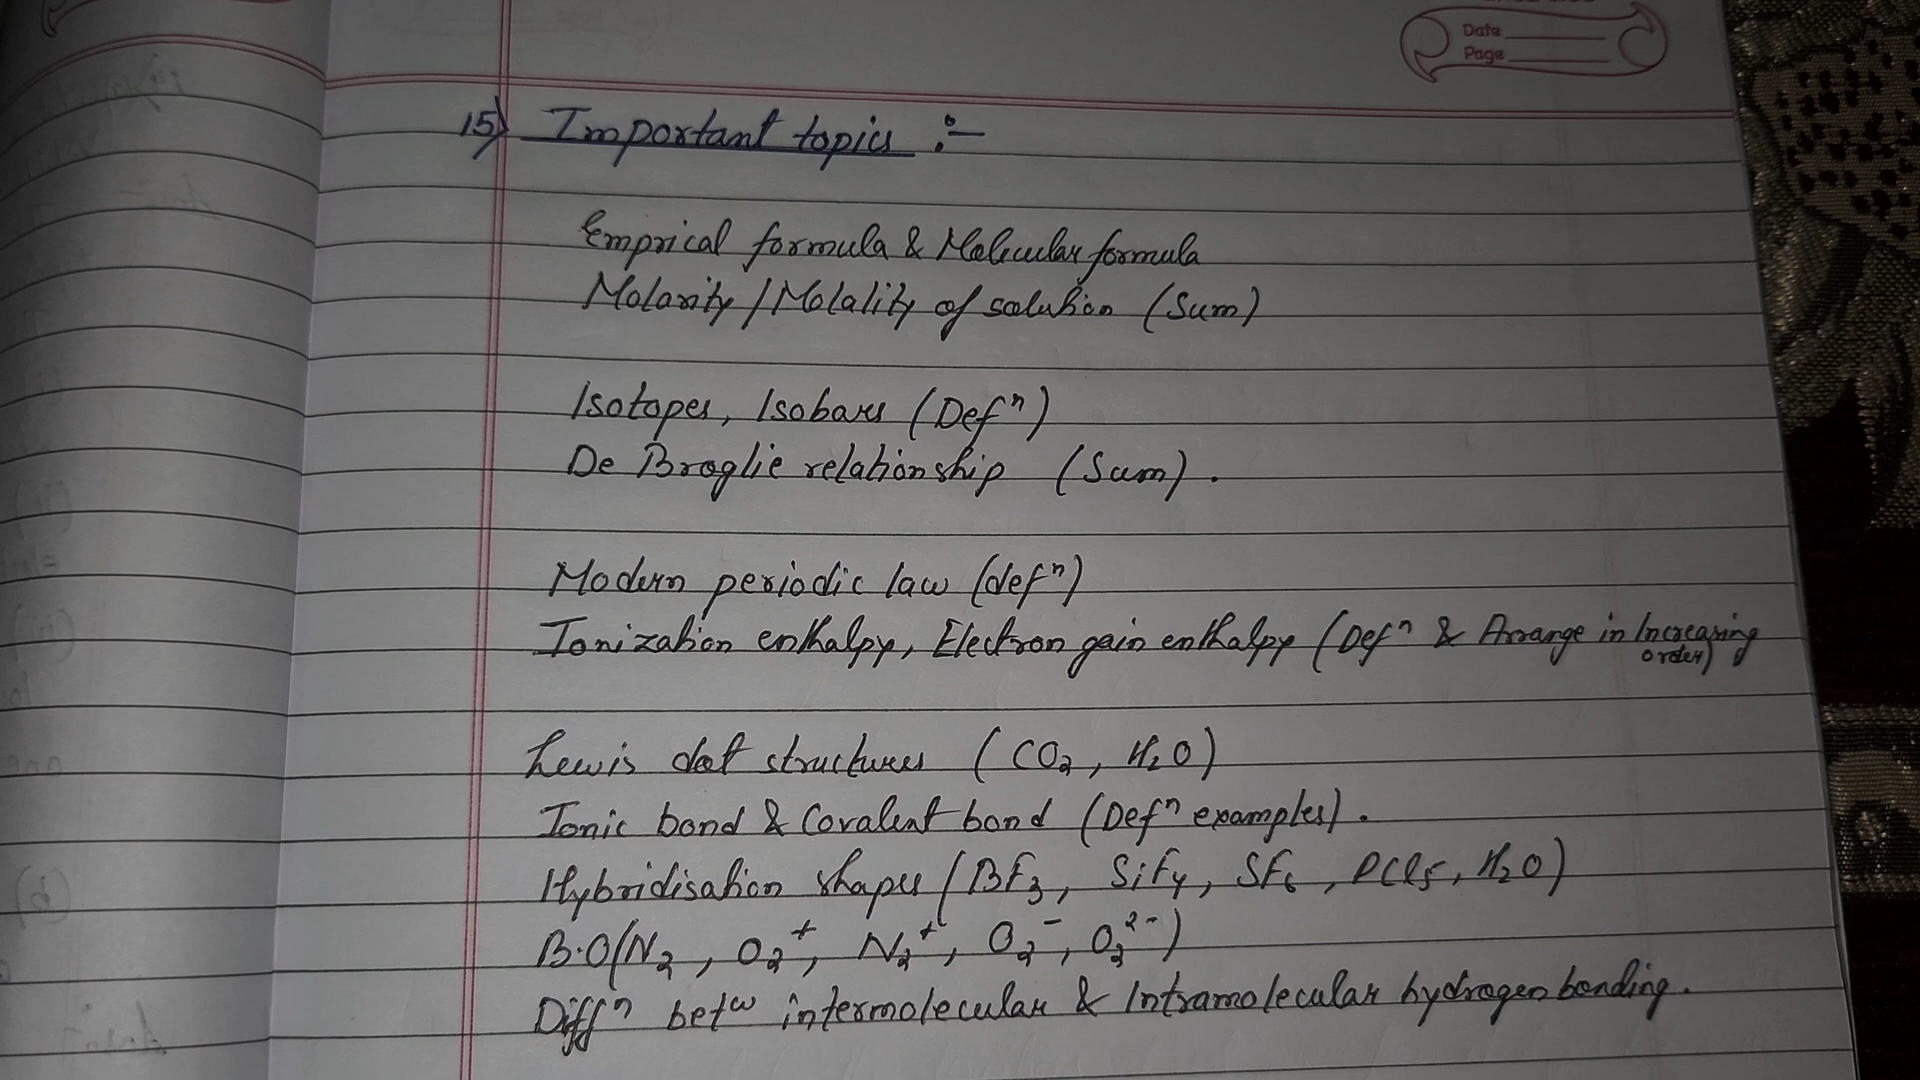 Date
Page
15) Important topics :-
Emprical formula & Molecular formula
Molarity / Molality of solution (Sum)
Isotopes, Isobars (Defⁿ)
De Broglie relationship (Sum).
Modern periodic law (defⁿ)
Ionization enthalpy, Electron gain enthalpy (Defⁿ & Arrange in Increasing order)
Lewis dot structures (CO₂, H₂O)
Ionic bond & Covalent bond (Defⁿ examples).
Hybridisation shapes (BF₃, SiF₄, SF₆, PCl₅, H₂O)
B.O(N₂, O₂⁺, N₂⁺, O₂⁻, O₂²⁻)
Diffⁿ betʷ intermolecular & Intramolecular hydrogen bonding.